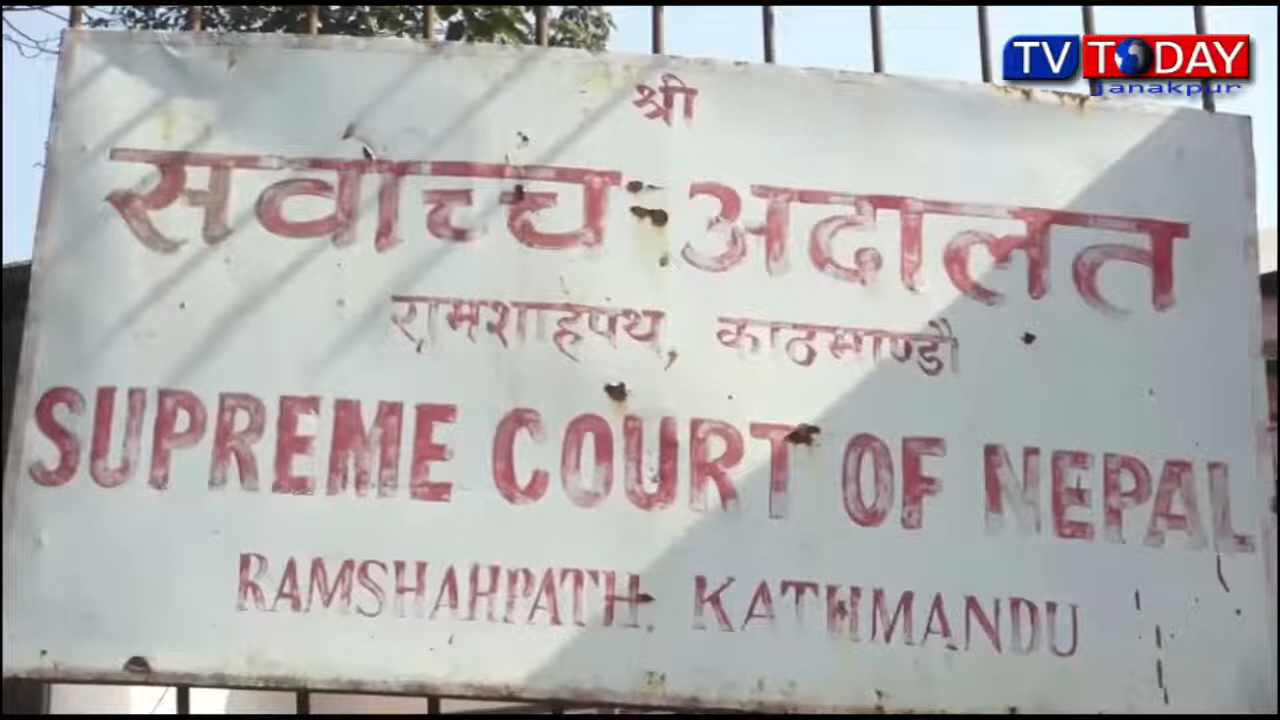 TV TODAY
janakpur
श्री
सर्वोच्च अदालत
रामशाहपथ, काठमाण्डौ
SUPREME COURT OF NEPAL
RAMSHAHPATH. KATHMANDU